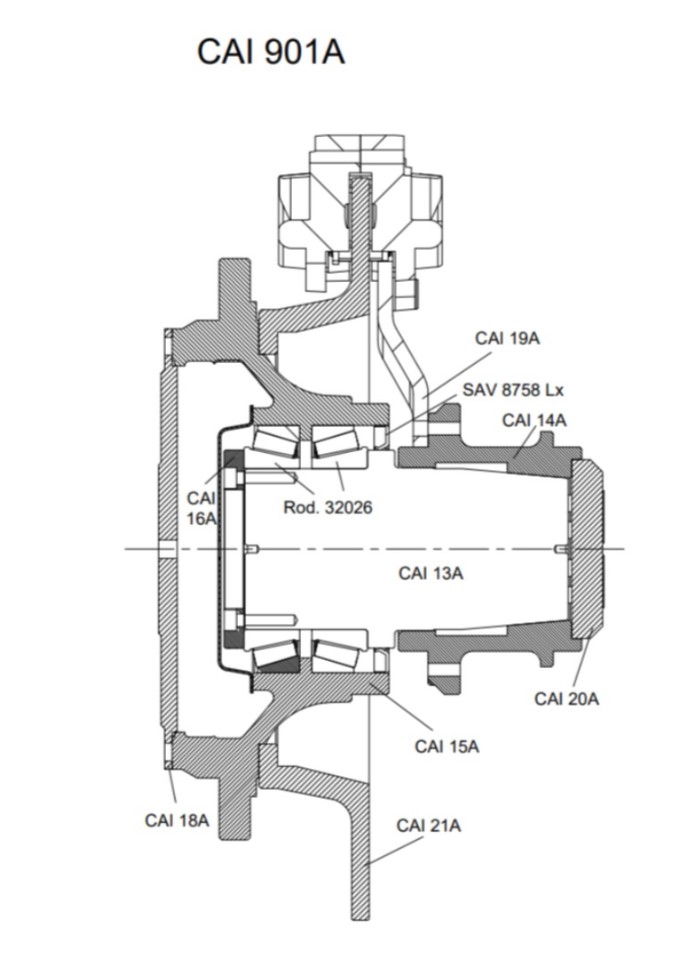 CAI 901A
CAI 19A
SAV 8758 Lx
CAI 14A
CAI
16A
Rod. 32026
CAI 13A
CAI 20A
CAI 15A
CAI 18A
CAI 21A